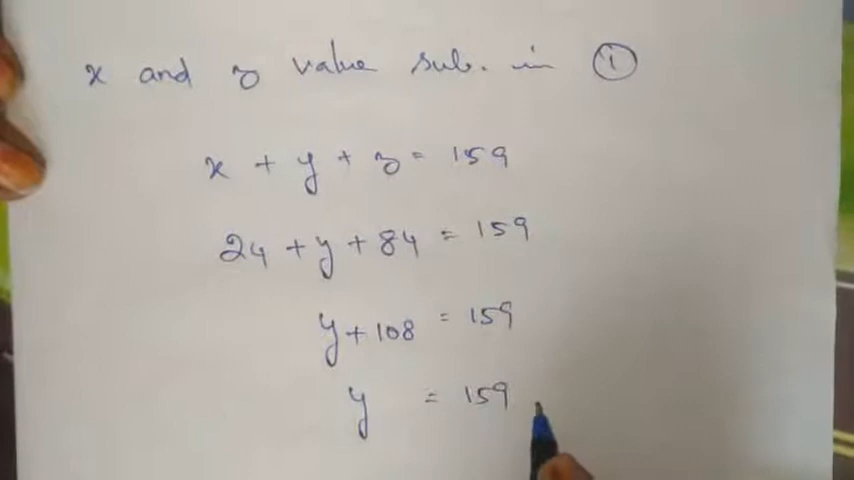 x and z value sub. in ①
x + y + z = 159
24 + y + 84 = 159
y + 108 = 159
y = 159